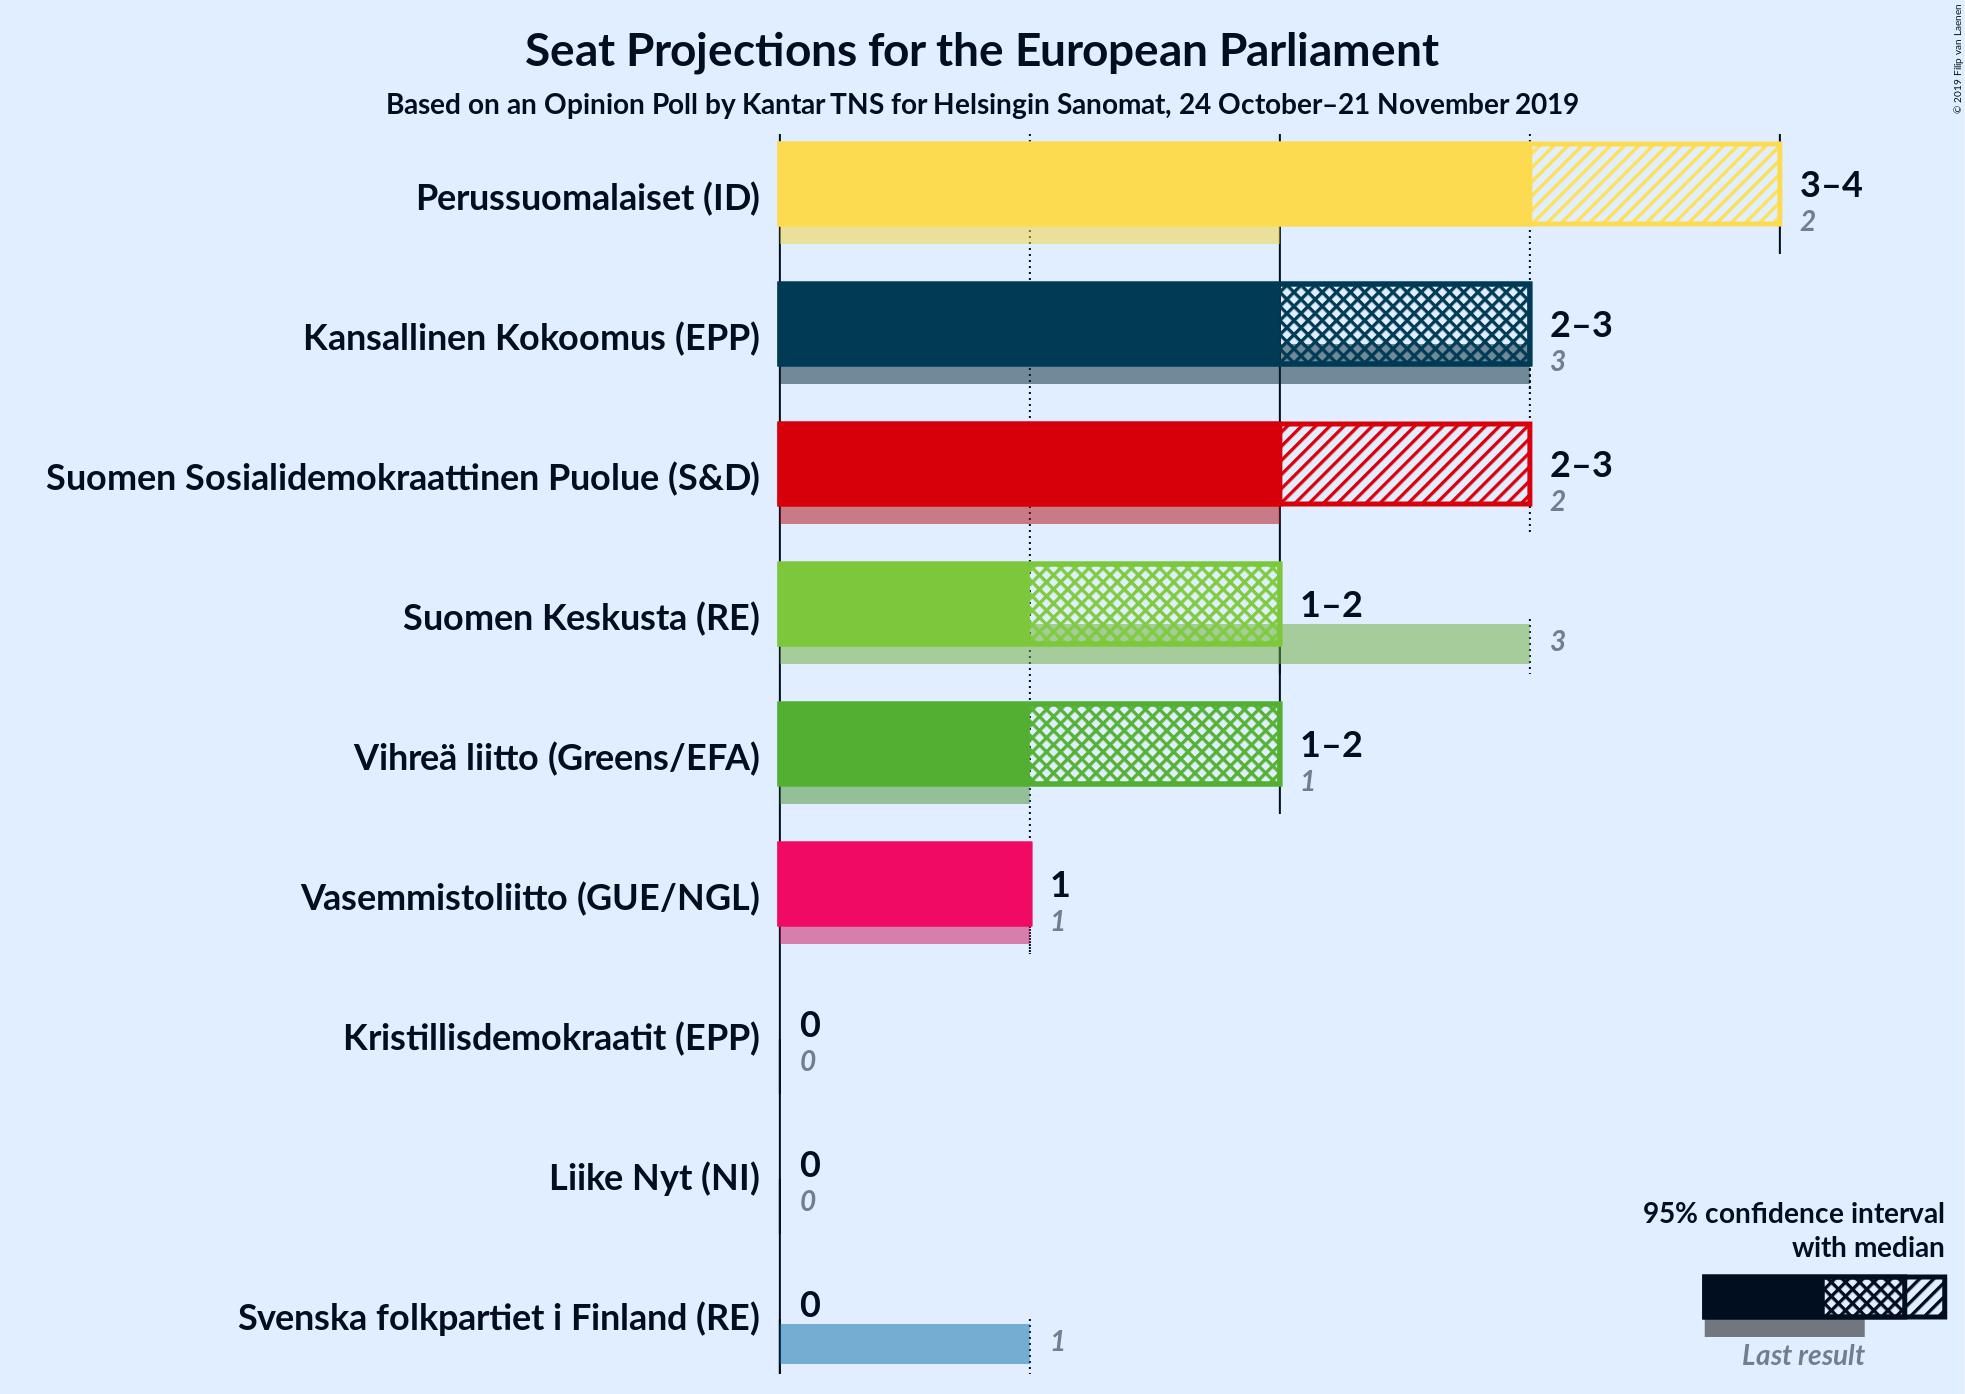 Seat Projections for the European Parliament
Based on an Opinion Poll by Kantar TNS for Helsingin Sanomat, 24 October–21 November 2019
© 2019 Filip van Laenen
Perussuomalaiset (ID)
3–4
2
Kansallinen Kokoomus (EPP)
2–3
3
Suomen Sosialidemokraattinen Puolue (S&D)
2–3
2
Suomen Keskusta (RE)
1–2
3
Vihreä liitto (Greens/EFA)
1–2
1
Vasemmistoliitto (GUE/NGL)
1
1
Kristillisdemokraatit (EPP)
0
0
Liike Nyt (NI)
0
0
Svenska folkpartiet i Finland (RE)
0
1
95% confidence interval
with median
Last result